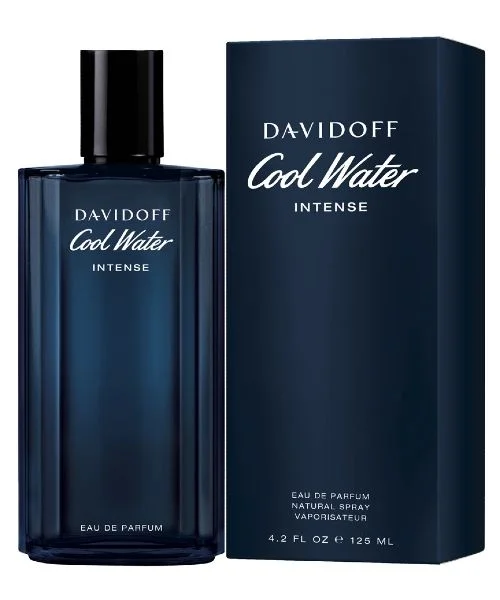 DAVIDOFF
Cool Water
INTENSE
EAU DE PARFUM
DAVIDOFF
Cool Water
INTENSE
EAU DE PARFUM
NATURAL SPRAY
VAPORISATEUR
4.2 FL OZ ℮ 125 ML